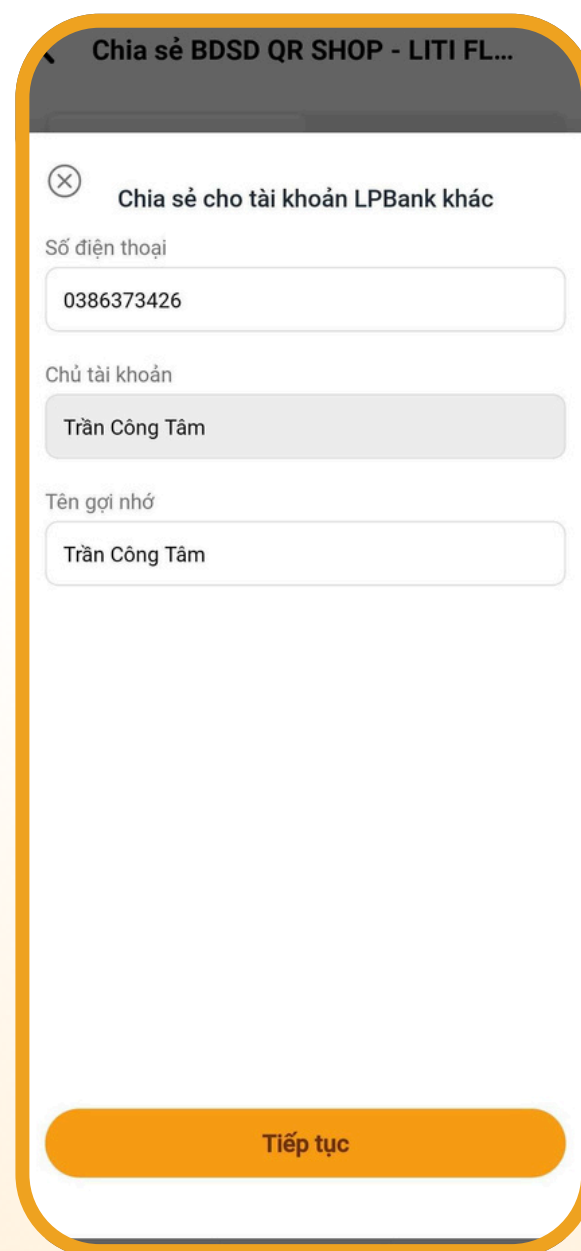 Chia sẻ BDSD QR SHOP - LITI FL...
Chia sẻ cho tài khoản LPBank khác
Số điện thoại
0386373426
Chủ tài khoản
Trần Công Tâm
Tên gợi nhớ
Trần Công Tâm
Tiếp tục